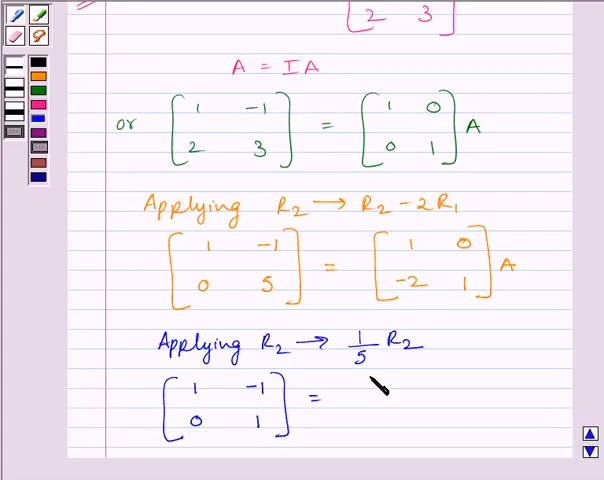 2 3
A = IA
or [1 -1 = [1 0
2 3] 0 1] A
Applying R₂ → R₂ - 2R₁
[1 -1 = [1 0
0 5] -2 1] A
Applying R₂ → 1/5 R₂
[1 -1 =
0 1]